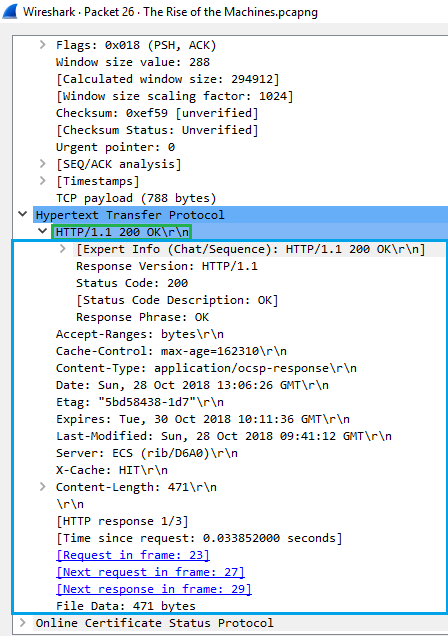 Wireshark · Packet 26 · The Rise of the Machines.pcapng
Flags: 0x018 (PSH, ACK)
Window size value: 288
[Calculated window size: 294912]
[Window size scaling factor: 1024]
Checksum: 0xef59 [unverified]
[Checksum Status: Unverified]
Urgent pointer: 0
[SEQ/ACK analysis]
[Timestamps]
TCP payload (788 bytes)
Hypertext Transfer Protocol
HTTP/1.1 200 OK\r\n
[Expert Info (Chat/Sequence): HTTP/1.1 200 OK\r\n]
Response Version: HTTP/1.1
Status Code: 200
[Status Code Description: OK]
Response Phrase: OK
Accept-Ranges: bytes\r\n
Cache-Control: max-age=162310\r\n
Content-Type: application/ocsp-response\r\n
Date: Sun, 28 Oct 2018 13:06:26 GMT\r\n
Etag: "5bd58438-1d7"\r\n
Expires: Tue, 30 Oct 2018 10:11:36 GMT\r\n
Last-Modified: Sun, 28 Oct 2018 09:41:12 GMT\r\n
Server: ECS (rib/D6A0)\r\n
X-Cache: HIT\r\n
Content-Length: 471\r\n
\r\n
[HTTP response 1/3]
[Time since request: 0.033852000 seconds]
[Request in frame: 23]
[Next request in frame: 27]
[Next response in frame: 29]
File Data: 471 bytes
Online Certificate Status Protocol